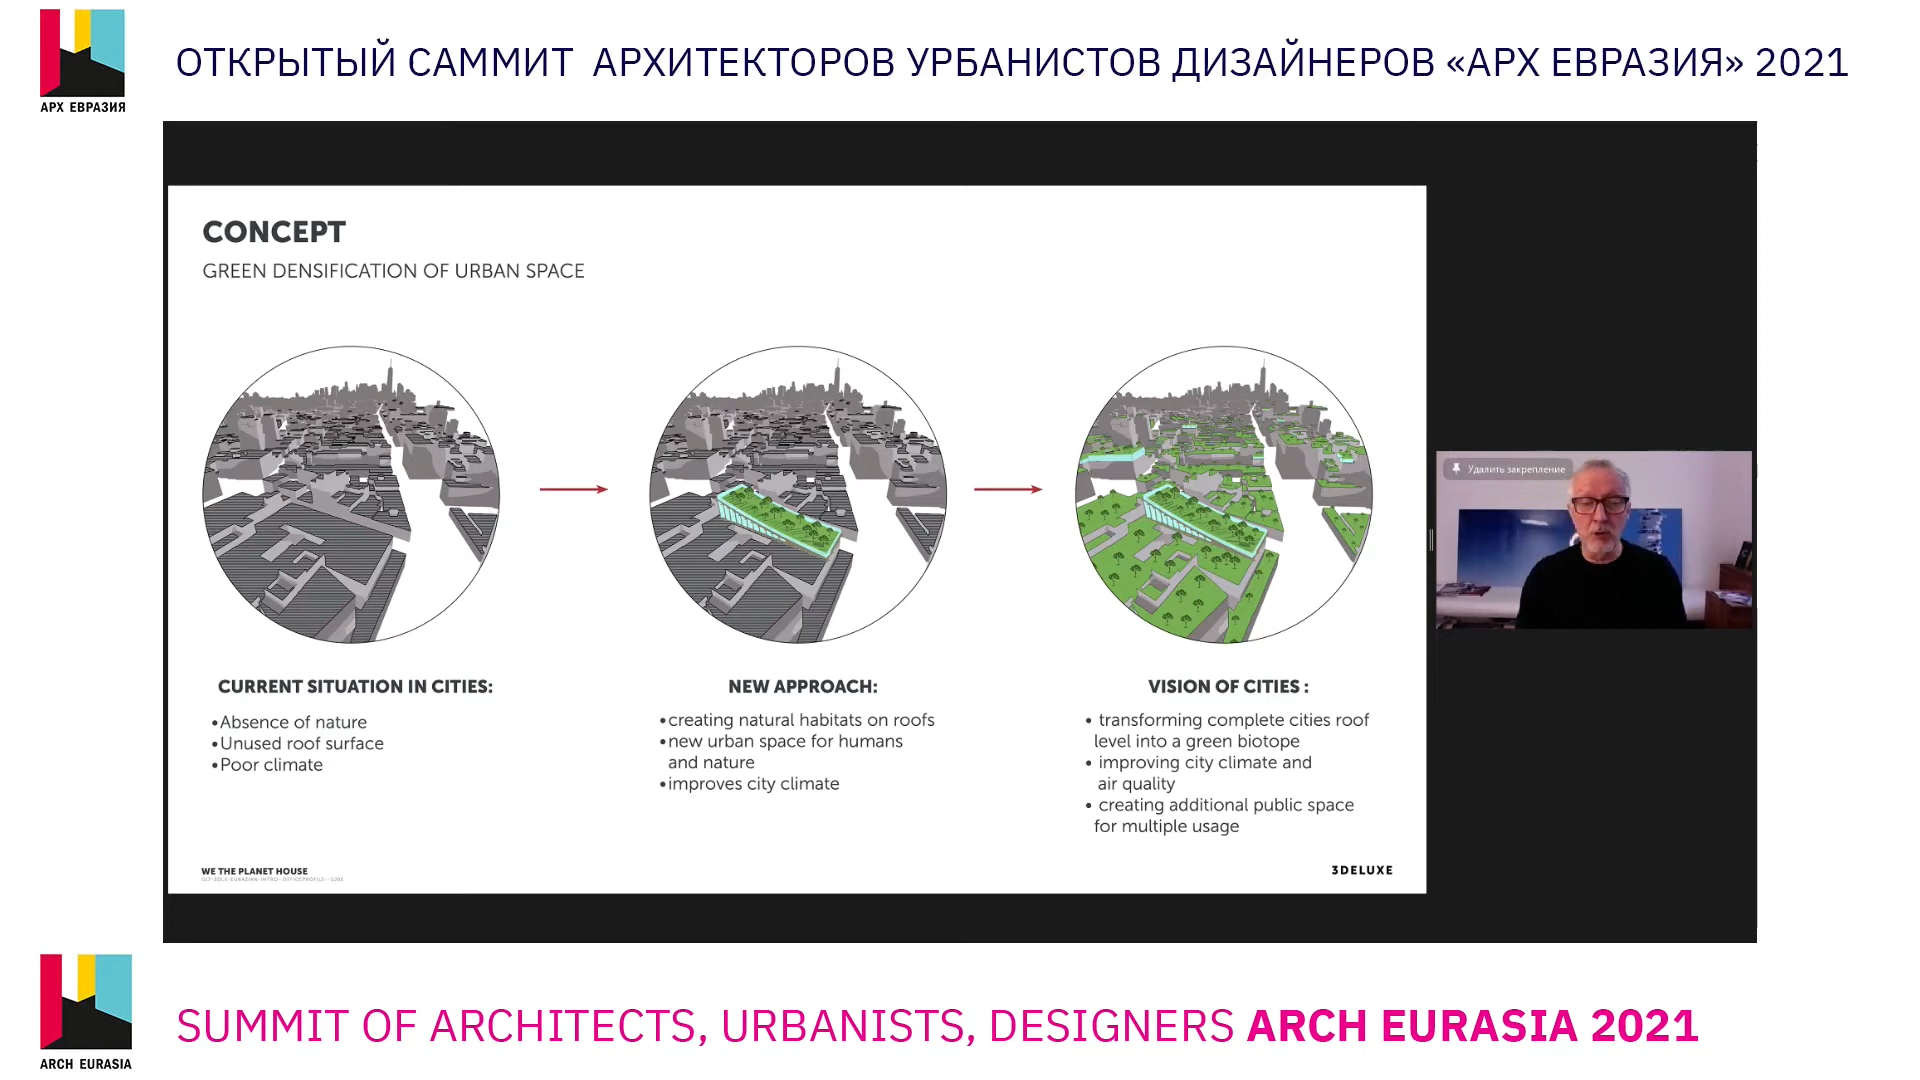 АРХ ЕВРАЗИЯ
ОТКРЫТЫЙ САММИТ АРХИТЕКТОРОВ УРБАНИСТОВ ДИЗАЙНЕРОВ «АРХ ЕВРАЗИЯ» 2021
CONCEPT
GREEN DENSIFICATION OF URBAN SPACE
Удалить закрепление
CURRENT SITUATION IN CITIES:
•Absence of nature
•Unused roof surface
•Poor climate
NEW APPROACH:
•creating natural habitats on roofs
•new urban space for humans
and nature
•improves city climate
VISION OF CITIES :
• transforming complete cities roof
level into a green biotope
• improving city climate and
air quality
• creating additional public space
for multiple usage
WE THE PLANET HOUSE
3DELUXE
ARCH EURASIA
SUMMIT OF ARCHITECTS, URBANISTS, DESIGNERS ARCH EURASIA 2021